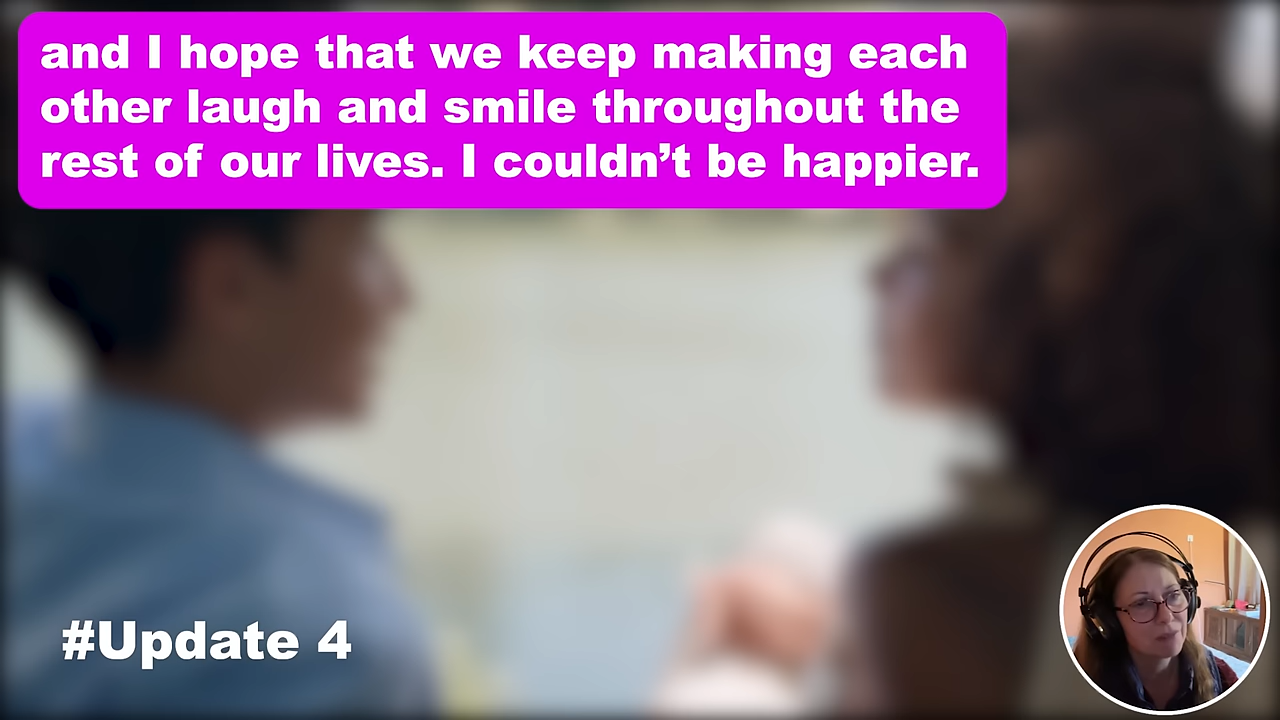 and I hope that we keep making each
other laugh and smile throughout the
rest of our lives. I couldn’t be happier.
#Update 4